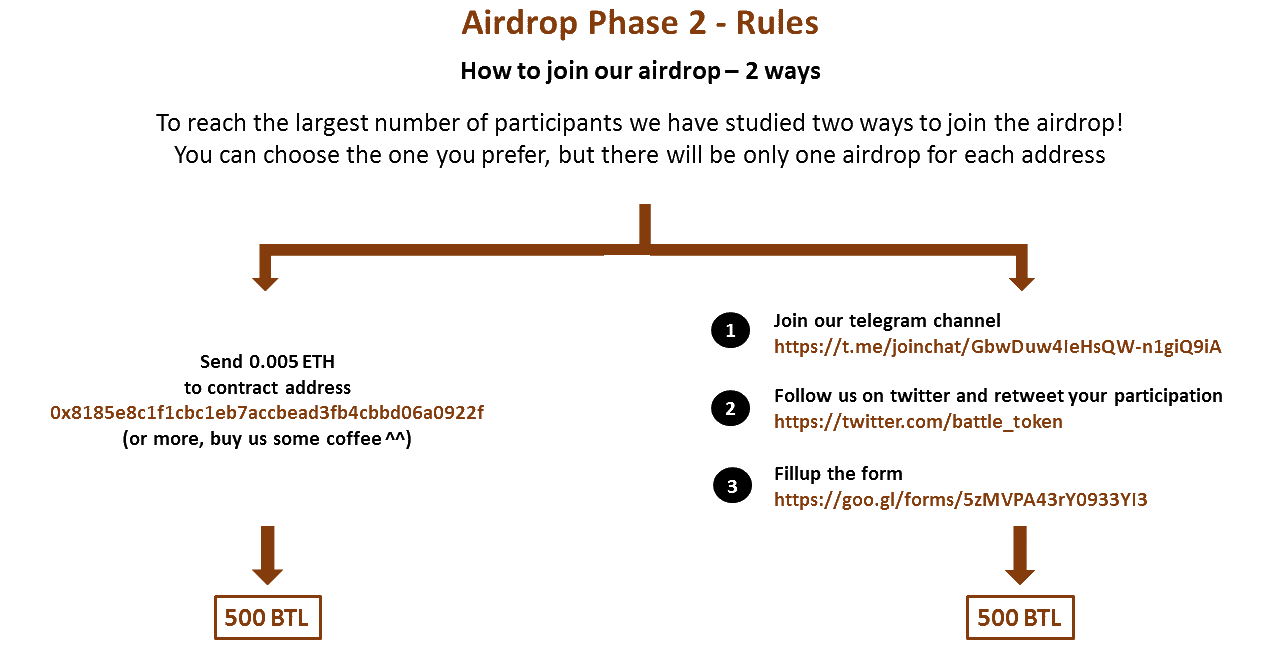 Airdrop Phase 2 - Rules
How to join our airdrop – 2 ways
To reach the largest number of participants we have studied two ways to join the airdrop!
You can choose the one you prefer, but there will be only one airdrop for each address
Send 0.005 ETH
to contract address
0x8185e8c1f1cbc1eb7accbead3fb4cbbd06a0922f
(or more, buy us some coffee ^^)
500 BTL
1
Join our telegram channel
https://t.me/joinchat/GbwDuw4IeHsQW-n1giQ9iA
2
Follow us on twitter and retweet your participation
https://twitter.com/battle_token
3
Fillup the form
https://goo.gl/forms/5zMVPA43rY0933YI3
500 BTL